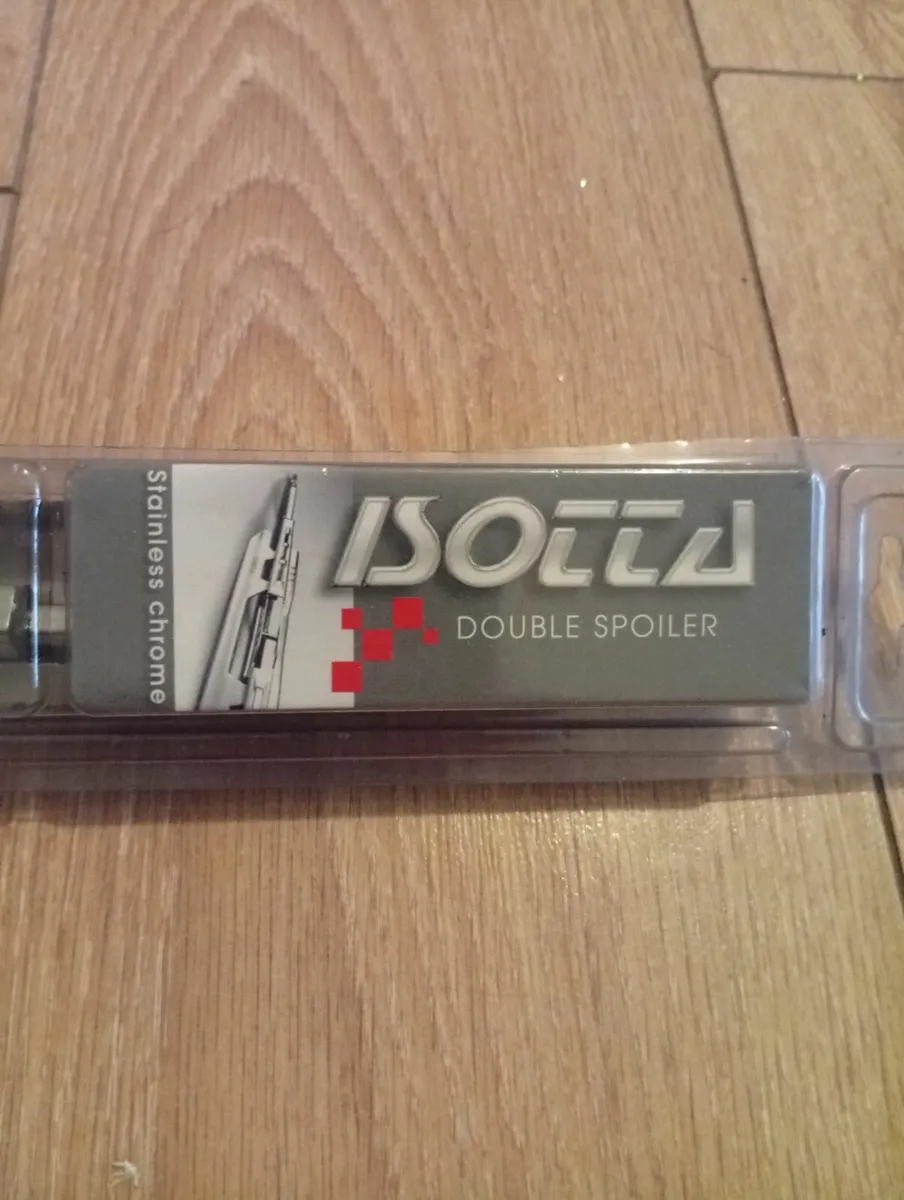 Stainless chrome
ISOTTA
DOUBLE SPOILER